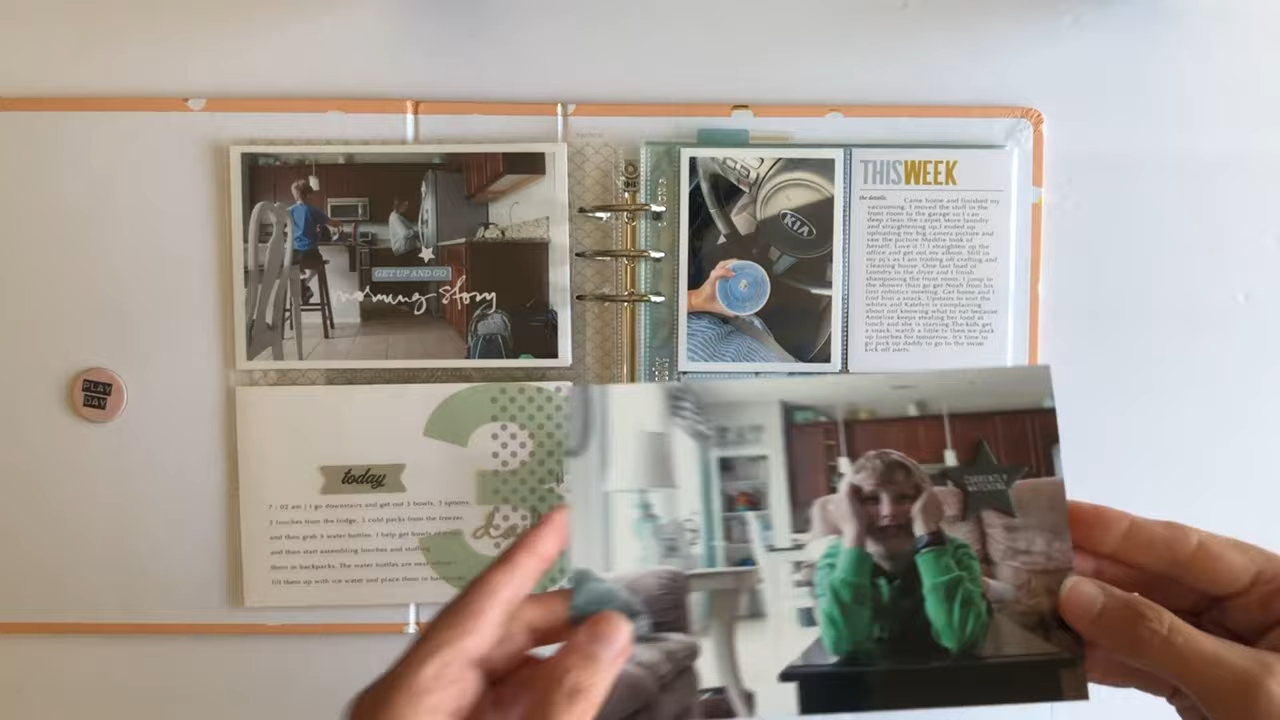 GET UP AND GO
morning story
today
7:02 am | I go downstairs and get out 3 bowls, 3 spoons,
3 lunches from the fridge, 3 cold packs from the freezer
and then grab 3 water bottles. I help get bowls
and then start assembling lunches and stuffing
them in backpacks. The water bottles are next
fill them up with ice water and place them in
3
PLAY
DAY
KIA
THIS WEEK
the details Came home and finished my
vacuuming. I moved the stuff in the
front room to the garage so I can
deep clean the carpet. More laundry
and straightening up. I ended up
uploading my big camera picture and
saw the picture Maddie took of
herself. Love it !! I straighten up the
office and get out my album. Still in
my pj's as I am trading off crafting and
cleaning house. One last load of
laundry in the dryer and I finish
shampooing the front room. I jump in
the shower than go get Noah from his
first robotics meeting. Get home and I
find him a snack. Upstairs to sort the
whites and Katelyn is complaining
about not knowing what to eat because
Annelise keeps stealing her food at
lunch and she is starving. The kids get
a snack, watch a little tv then we pack
up lunches for tomorrow. It's time to
go pick up daddy to go to the swim
kick off party.
CURRENTLY
WATCHING